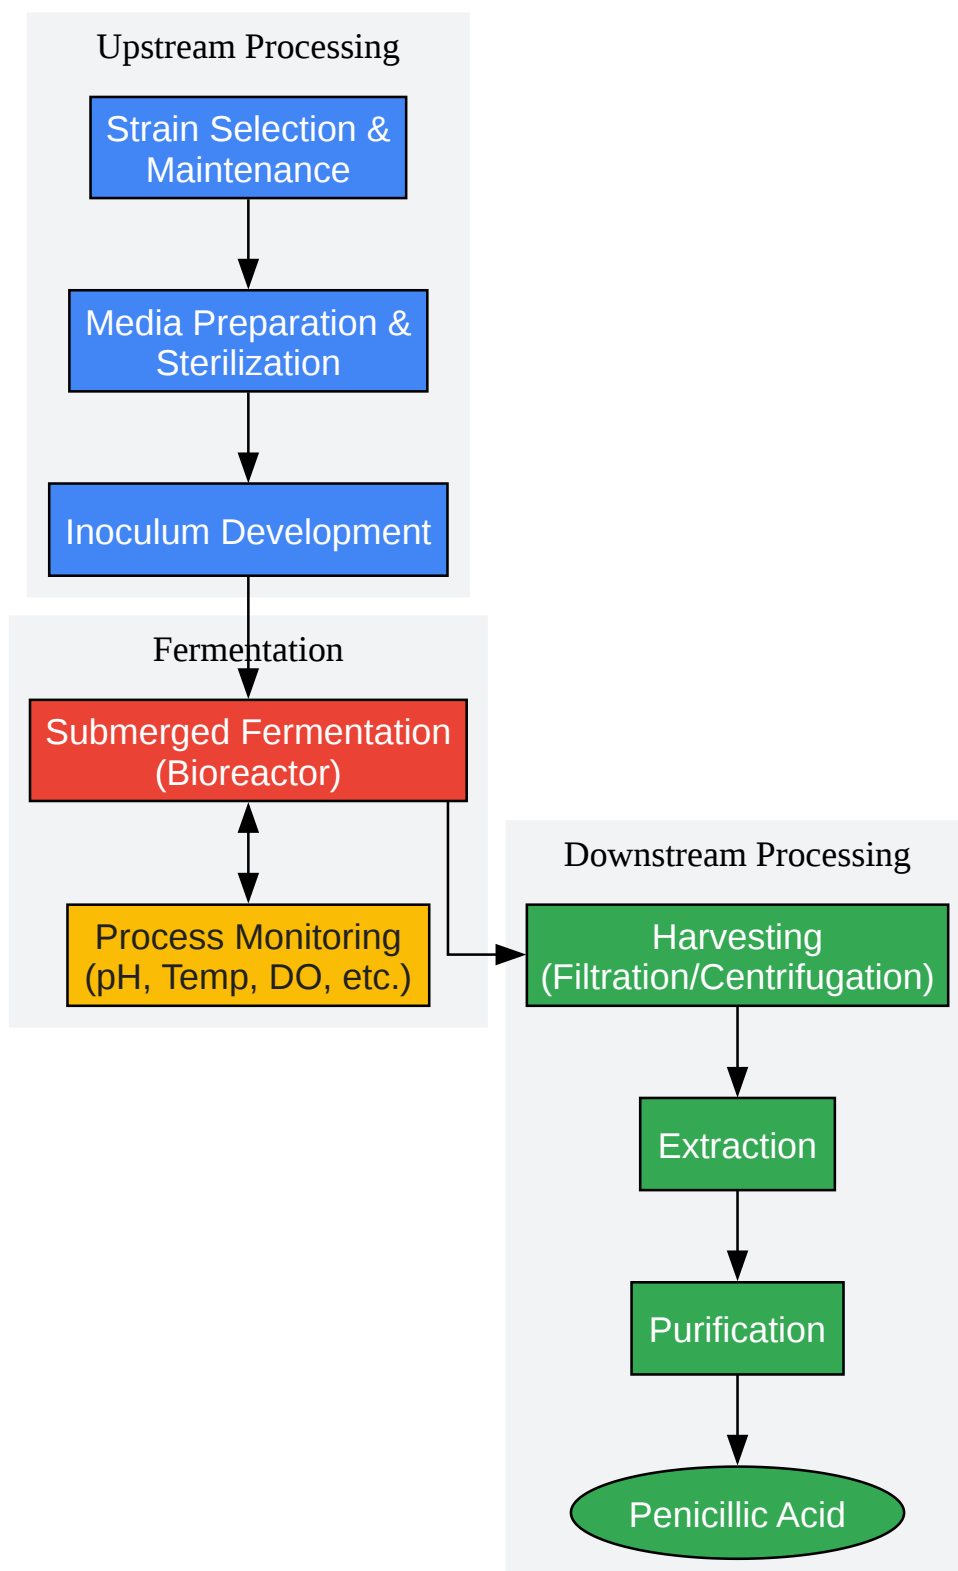 Upstream Processing
Strain Selection &
Maintenance
Media Preparation &
Sterilization
Inoculum Development
Fermentation
Submerged Fermentation
(Bioreactor)
Process Monitoring
(pH, Temp, DO, etc.)
Downstream Processing
Harvesting
(Filtration/Centrifugation)
Extraction
Purification
Penicillic Acid